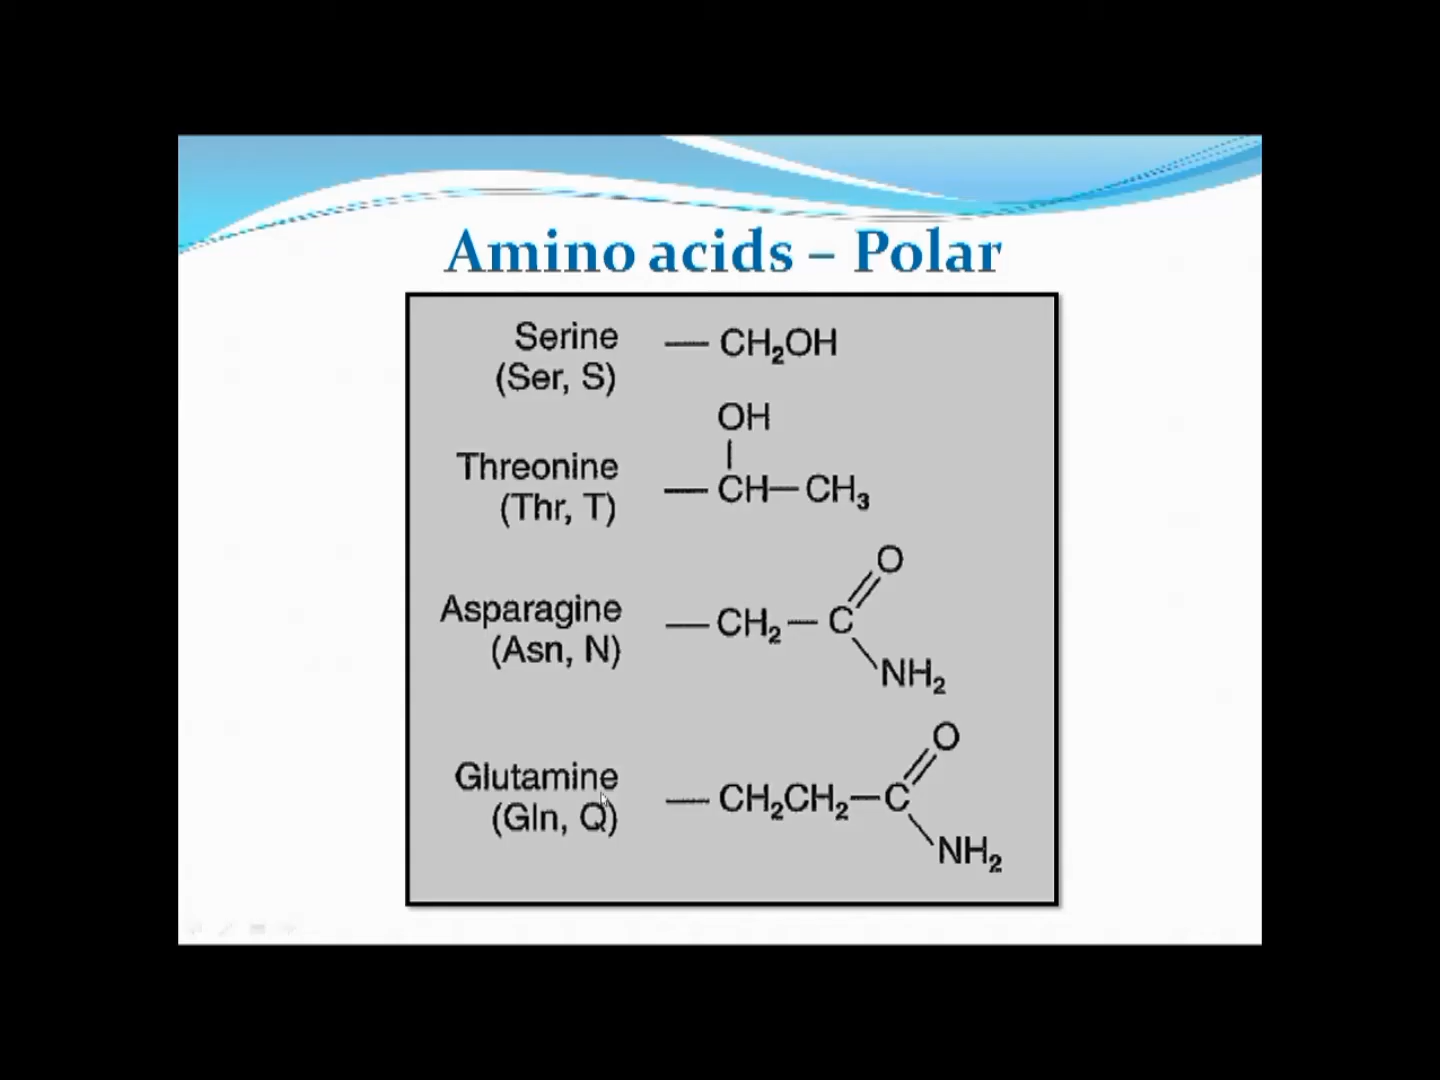 Amino acids – Polar
Serine — CH₂OH
(Ser, S)
OH
Threonine — CH — CH₃
(Thr, T)
O
Asparagine — CH₂ — C
(Asn, N)
NH₂
O
Glutamine — CH₂CH₂ — C
(Gln, Q)
NH₂